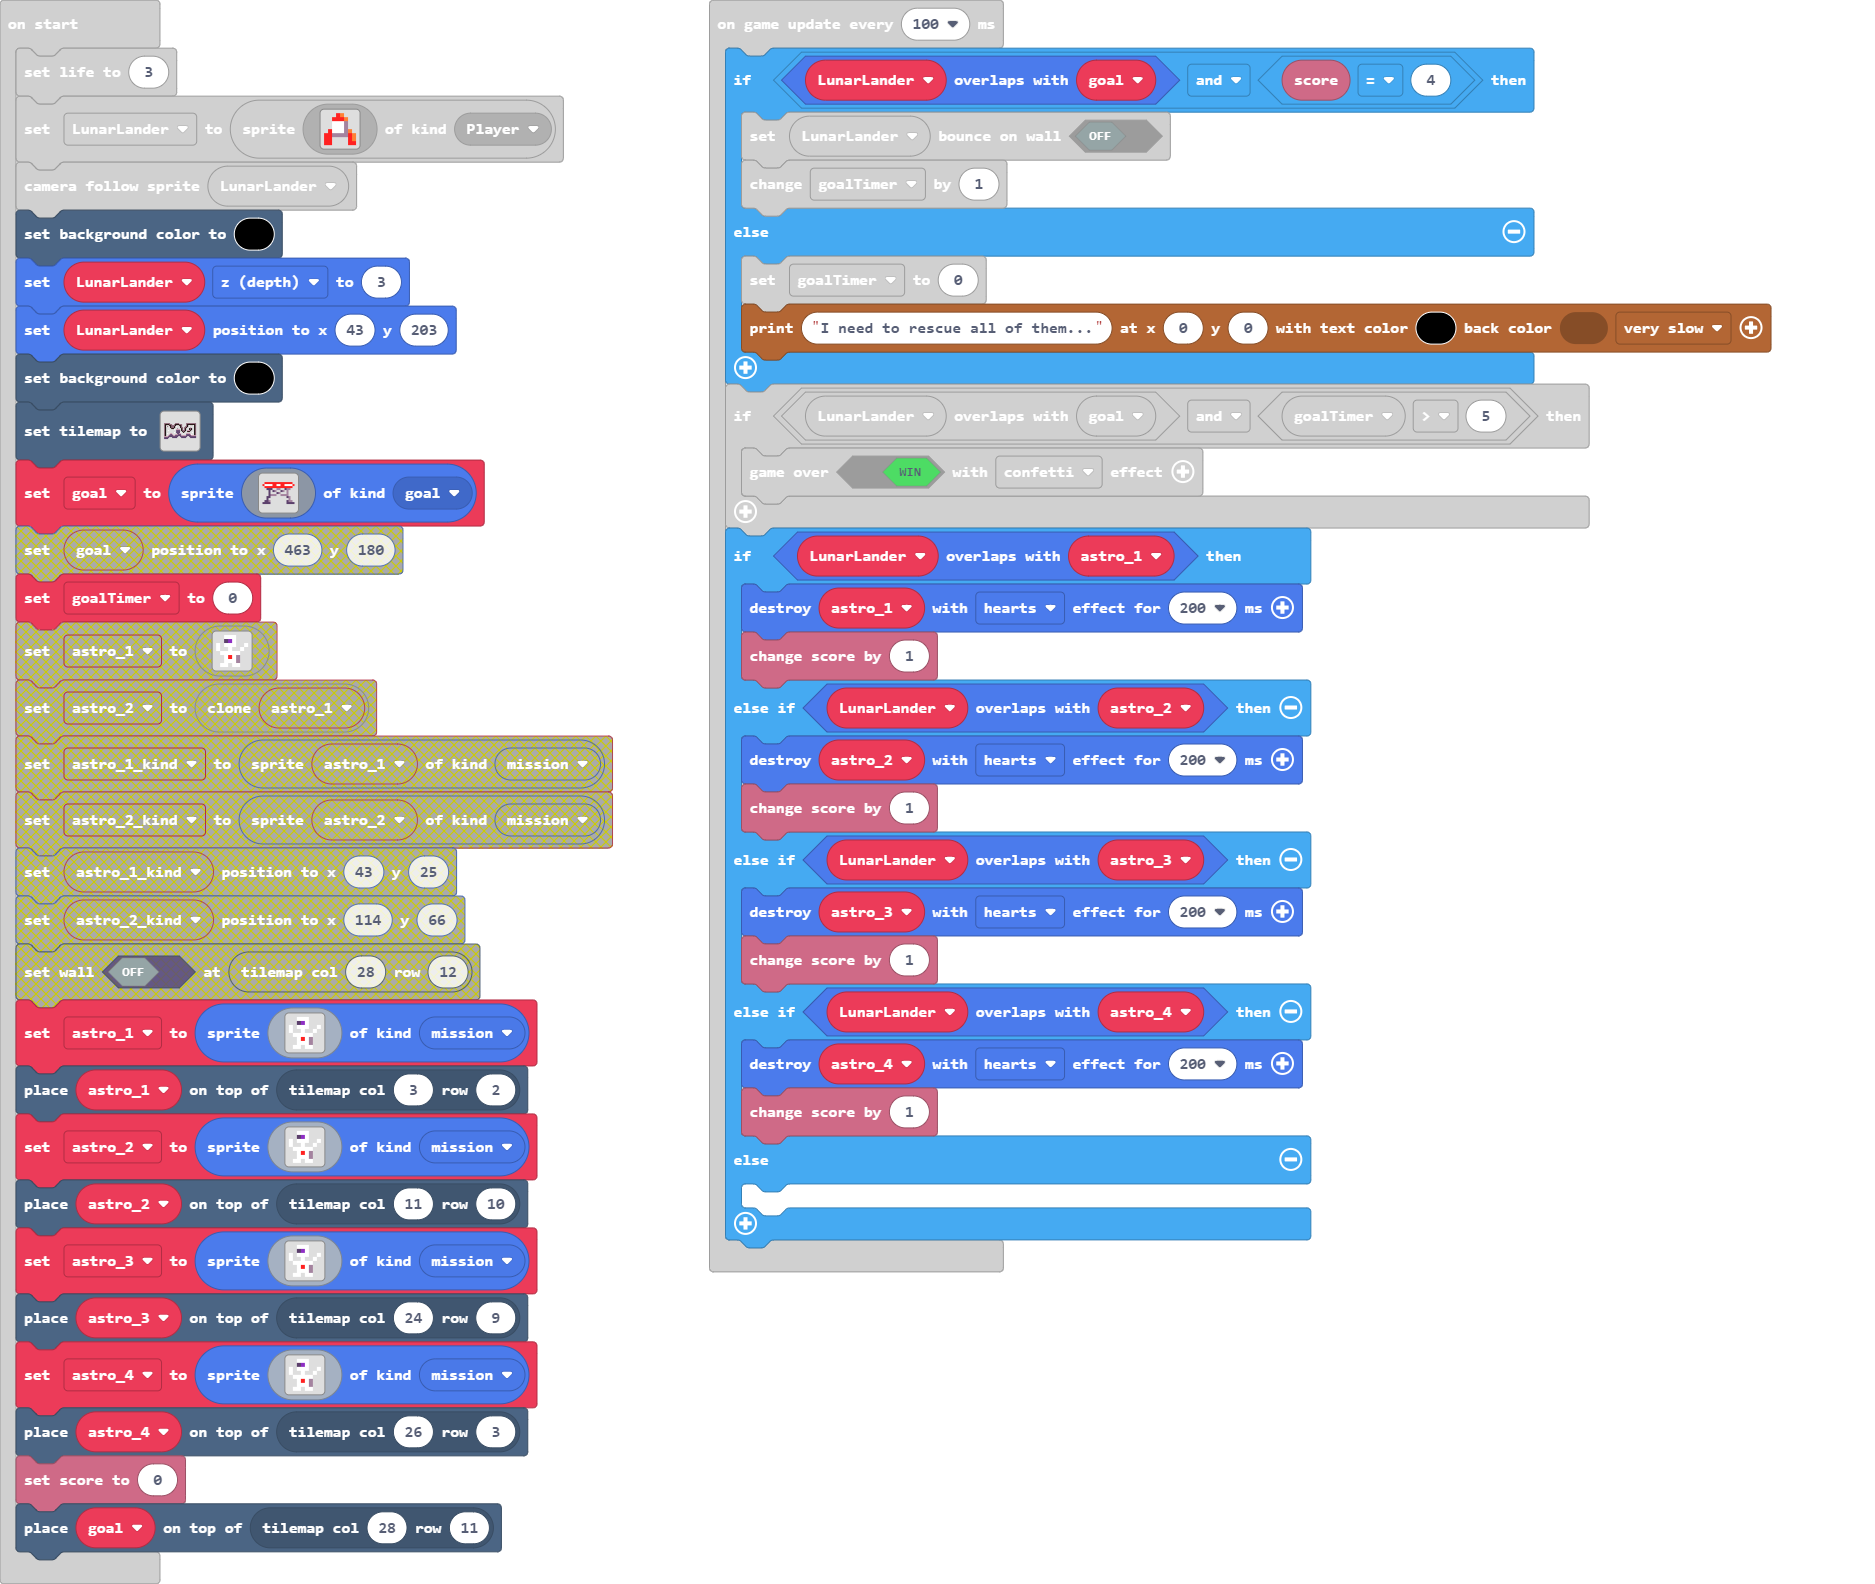 on start
set life to 3
set LunarLander to sprite of kind Player
camera follow sprite LunarLander
set background color to
set LunarLander z (depth) to 3
set LunarLander position to x 43 y 203
set background color to
set tilemap to
set goal to sprite of kind goal
set goal position to x 463 y 180
set goalTimer to 0
set astro_1 to
set astro_2 to clone astro_1
set astro_1_kind to sprite astro_1 of kind mission
set astro_2_kind to sprite astro_2 of kind mission
set astro_1_kind position to x 43 y 25
set astro_2_kind position to x 114 y 66
set wall OFF at tilemap col 28 row 12
set astro_1 to sprite of kind mission
place astro_1 on top of tilemap col 3 row 2
set astro_2 to sprite of kind mission
place astro_2 on top of tilemap col 11 row 10
set astro_3 to sprite of kind mission
place astro_3 on top of tilemap col 24 row 9
set astro_4 to sprite of kind mission
place astro_4 on top of tilemap col 26 row 3
set score to 0
place goal on top of tilemap col 28 row 11
on game update every 100 ms
if LunarLander overlaps with goal and score = 4 then
set LunarLander bounce on wall OFF
change goalTimer by 1
else
set goalTimer to 0
print "I need to rescue all of them..." at x 0 y 0 with text color back color very slow
if LunarLander overlaps with goal and goalTimer > 5 then
game over WIN with confetti effect
if LunarLander overlaps with astro_1 then
destroy astro_1 with hearts effect for 200 ms
change score by 1
else if LunarLander overlaps with astro_2 then
destroy astro_2 with hearts effect for 200 ms
change score by 1
else if LunarLander overlaps with astro_3 then
destroy astro_3 with hearts effect for 200 ms
change score by 1
else if LunarLander overlaps with astro_4 then
destroy astro_4 with hearts effect for 200 ms
change score by 1
else